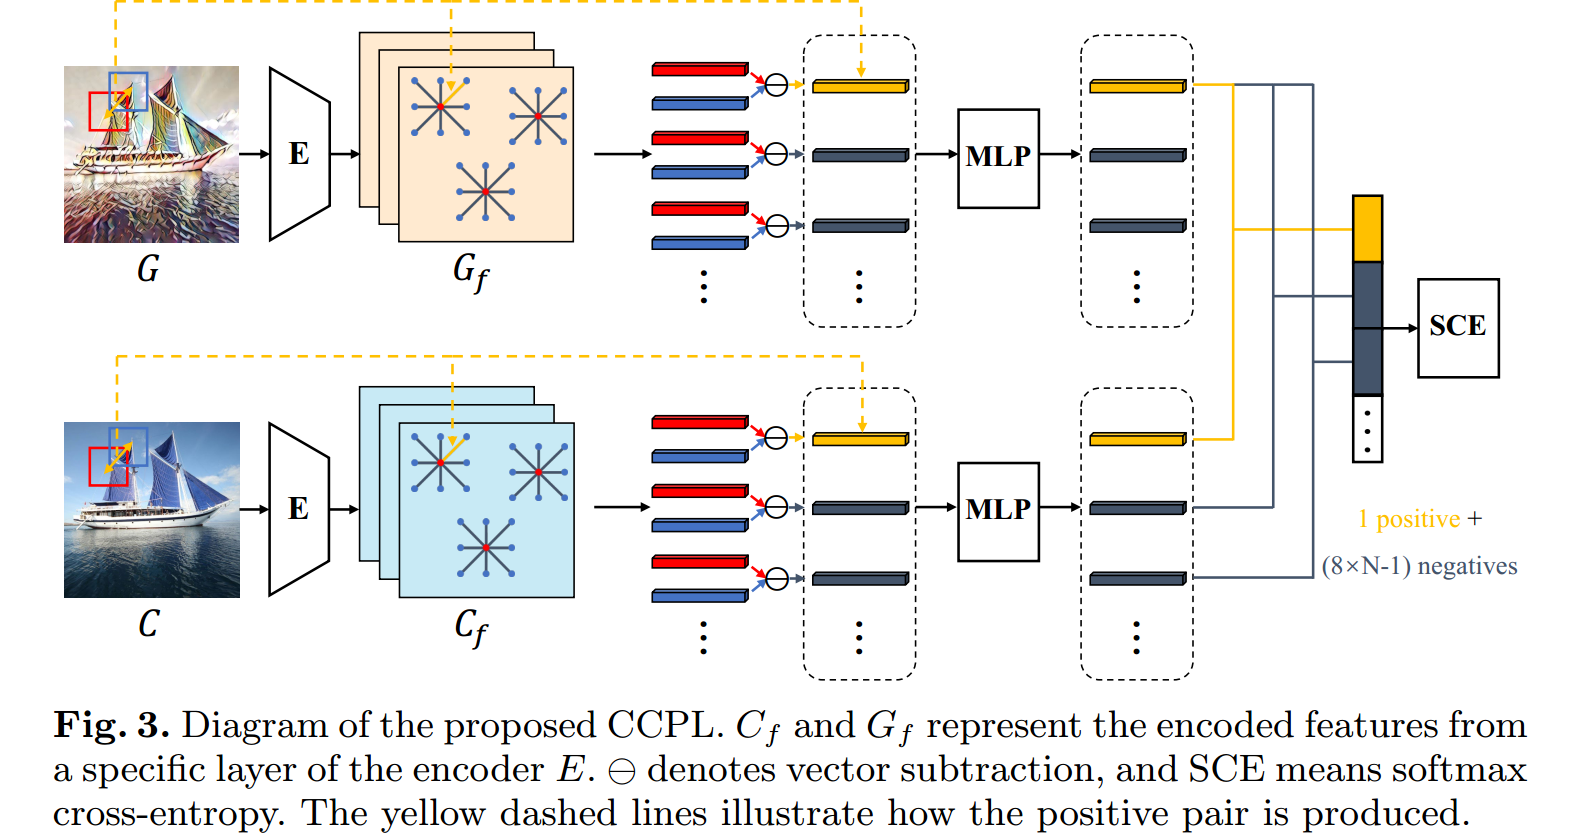 G
E
G_f
⋮
⋮
MLP
⋮
SCE
C
E
C_f
⋮
⋮
MLP
⋮
⋮
1 positive +
(8×N-1) negatives
Fig. 3. Diagram of the proposed CCPL. C_f and G_f represent the encoded features from
a specific layer of the encoder E. ⊖ denotes vector subtraction, and SCE means softmax
cross-entropy. The yellow dashed lines illustrate how the positive pair is produced.